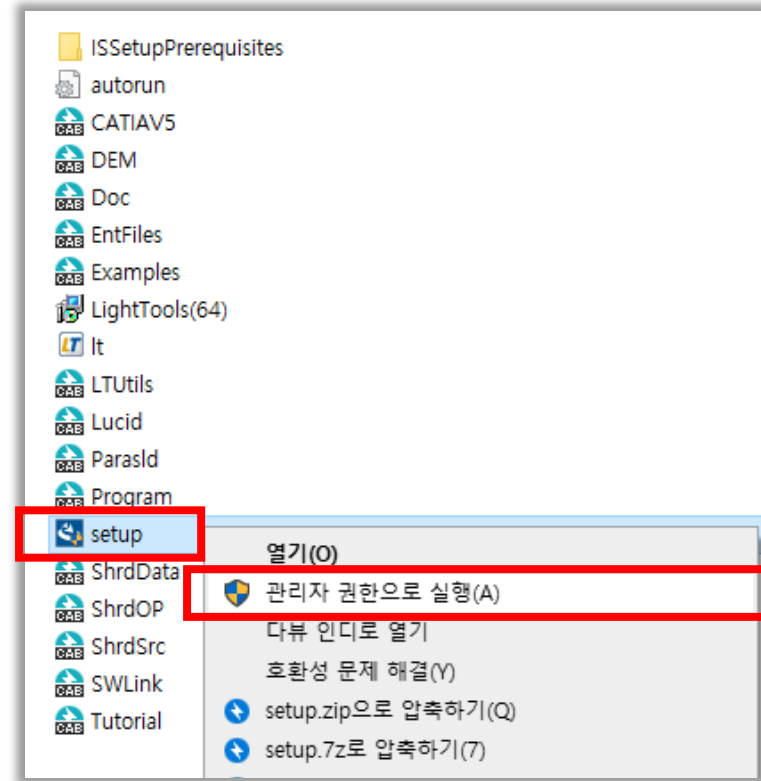 ISSetupPrerequisites
autorun
CATIAV5
DEM
Doc
EntFiles
Examples
LightTools(64)
lt
LTUtils
Lucid
Parasld
Program
setup
ShrdData
ShrdOP
ShrdSrc
SWLink
Tutorial
열기(O)
관리자 권한으로 실행(A)
다뷰 인디로 열기
호환성 문제 해결(Y)
setup.zip으로 압축하기(Q)
setup.7z로 압축하기(7)